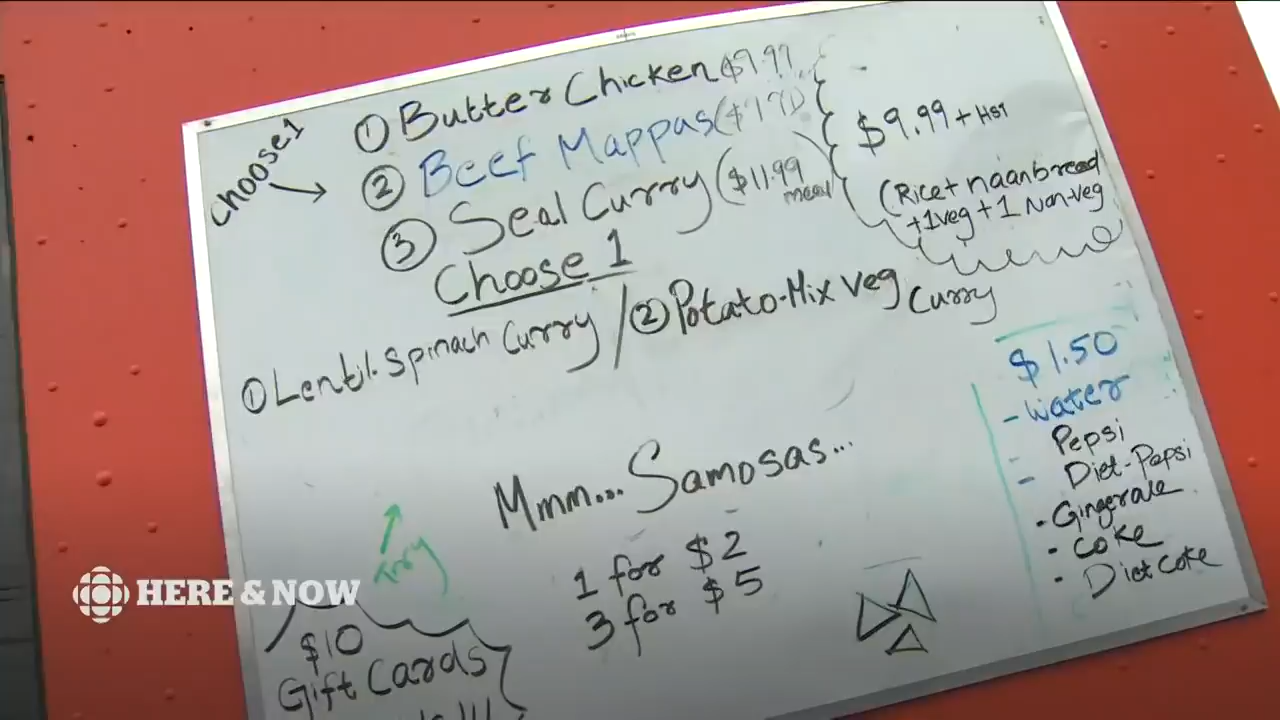 Choose 1
① Butter Chicken $9.99
② Beef Mappas
③ Seal Curry ($11.99 meal
$9.99 + HST
(Rice + naan bread
+ 1 veg + 1 Non-veg
Choose 1
① Lentil. Spinach Curry / ② Potato-Mix Veg Curry
Mmm... Samosas...
1 for $2
3 for $5
$1.50
- Water
Pepsi
- Diet-Pepsi
- Gingerale
- Coke
- Diet Coke
HERE & NOW
$10
Gift Cards